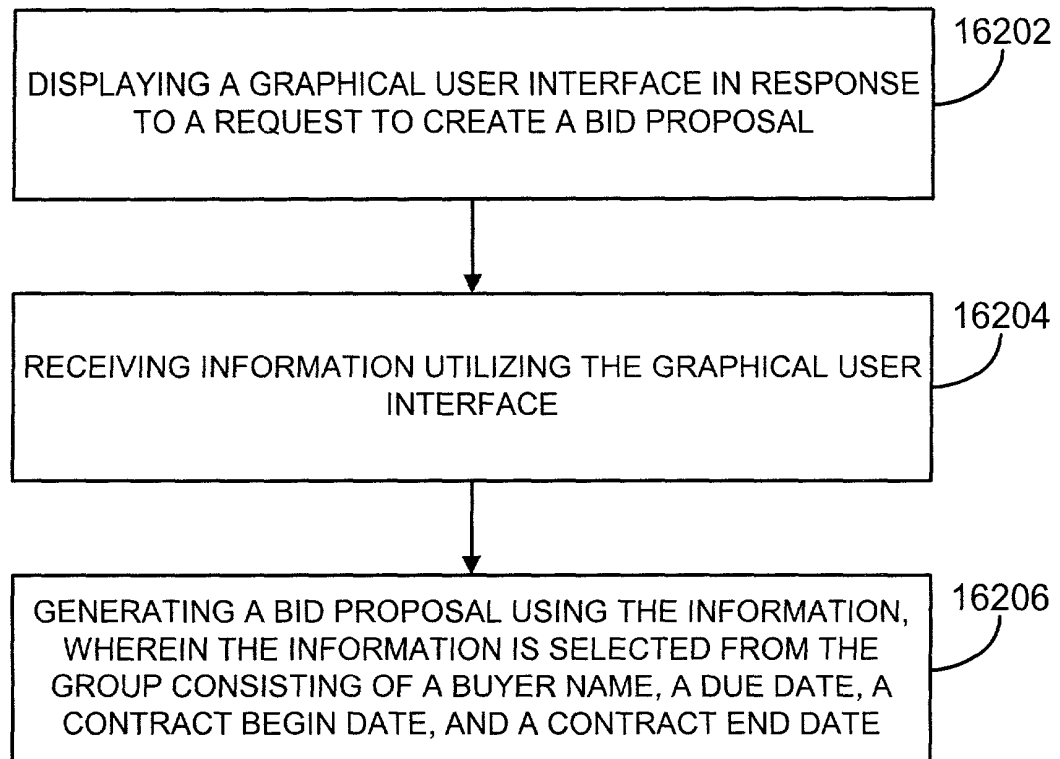 16202
DISPLAYING A GRAPHICAL USER INTERFACE IN RESPONSE
TO A REQUEST TO CREATE A BID PROPOSAL
16204
RECEIVING INFORMATION UTILIZING THE GRAPHICAL USER
INTERFACE
16206
GENERATING A BID PROPOSAL USING THE INFORMATION,
WHEREIN THE INFORMATION IS SELECTED FROM THE
GROUP CONSISTING OF A BUYER NAME, A DUE DATE, A
CONTRACT BEGIN DATE, AND A CONTRACT END DATE